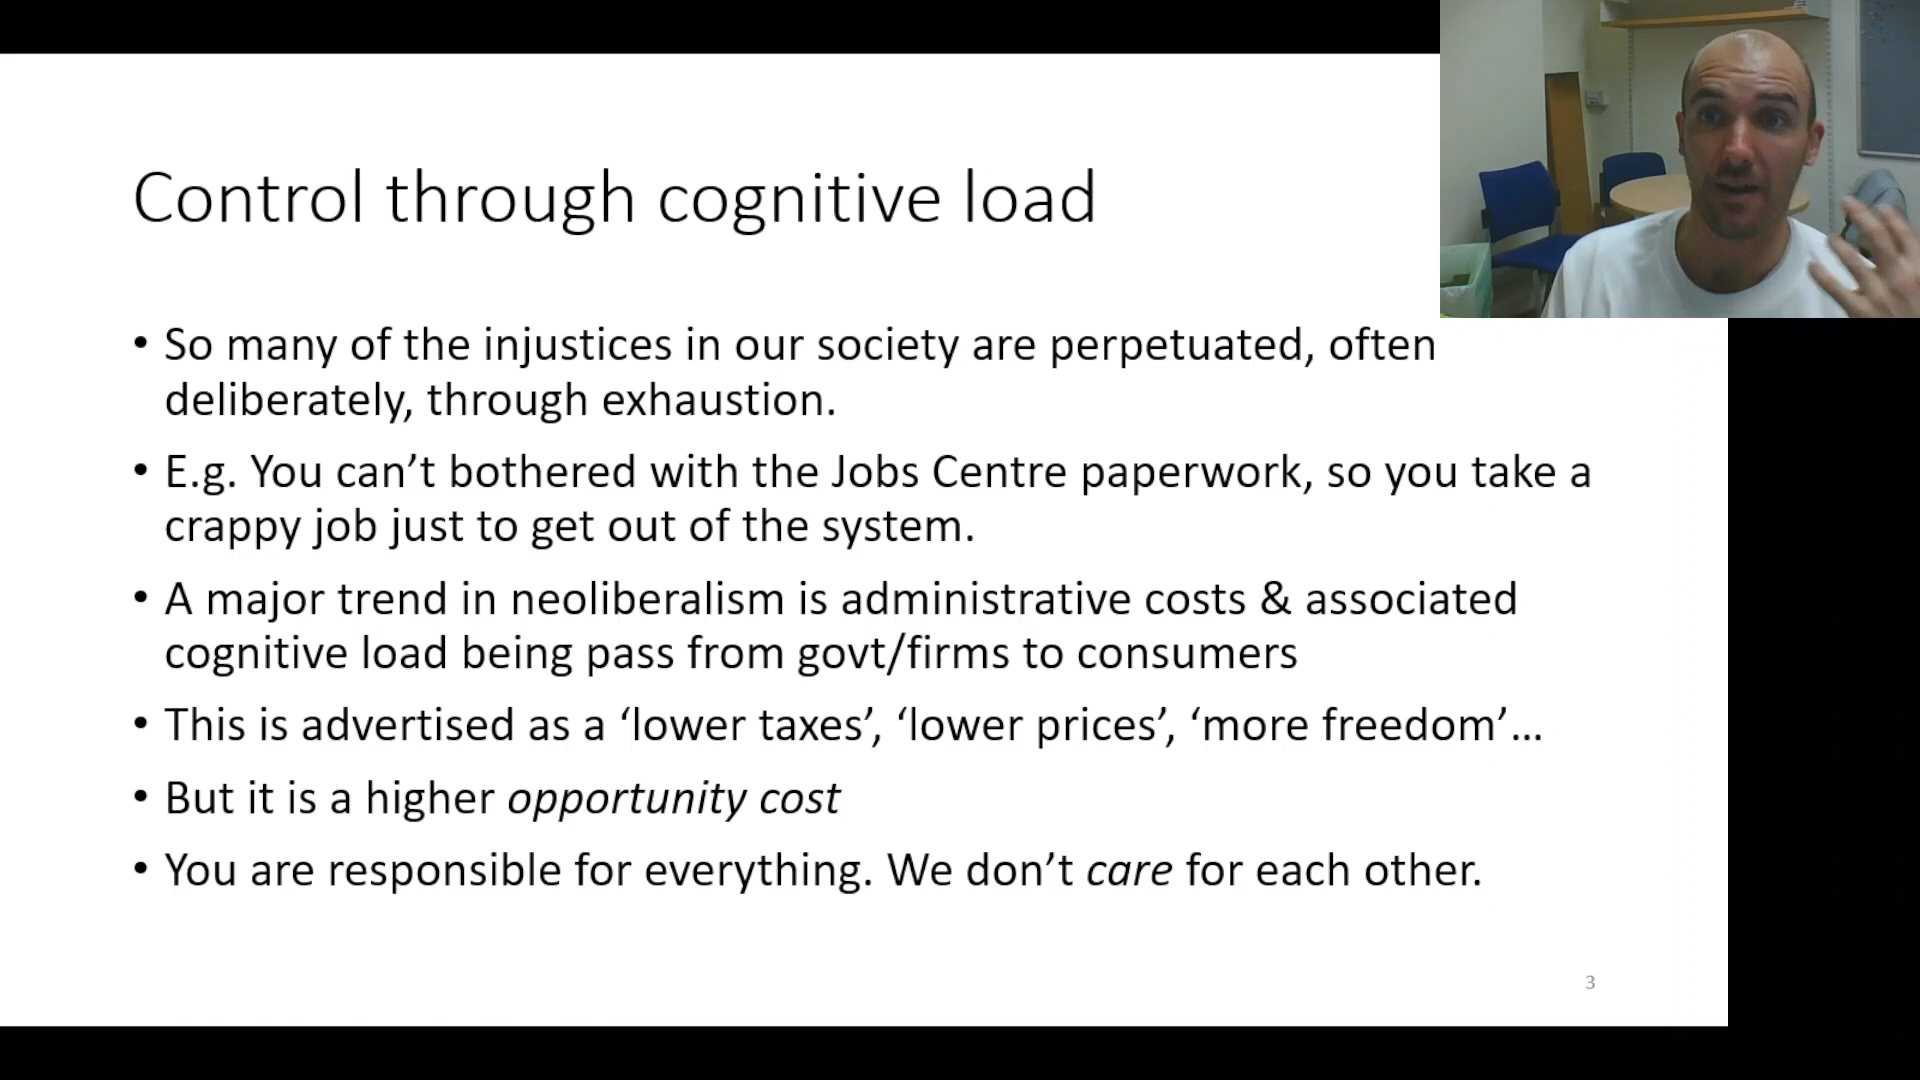 Control through cognitive load
• So many of the injustices in our society are perpetuated, often
deliberately, through exhaustion.
• E.g. You can’t bothered with the Jobs Centre paperwork, so you take a
crappy job just to get out of the system.
• A major trend in neoliberalism is administrative costs & associated
cognitive load being pass from govt/firms to consumers
• This is advertised as a ‘lower taxes’, ‘lower prices’, ‘more freedom’…
• But it is a higher opportunity cost
• You are responsible for everything. We don’t care for each other.
3